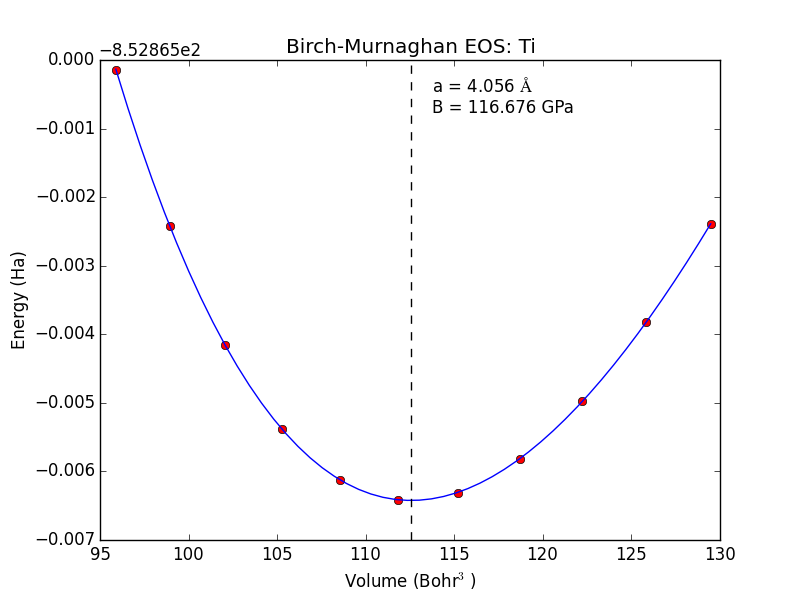 −8.52865e2
Birch-Murnaghan EOS: Ti
0.000
−0.001
−0.002
−0.003
−0.004
−0.005
−0.006
−0.007
Energy (Ha)
a = 4.056 Å
B = 116.676 GPa
95 100 105 110 115 120 125 130
Volume (Bohr³ )